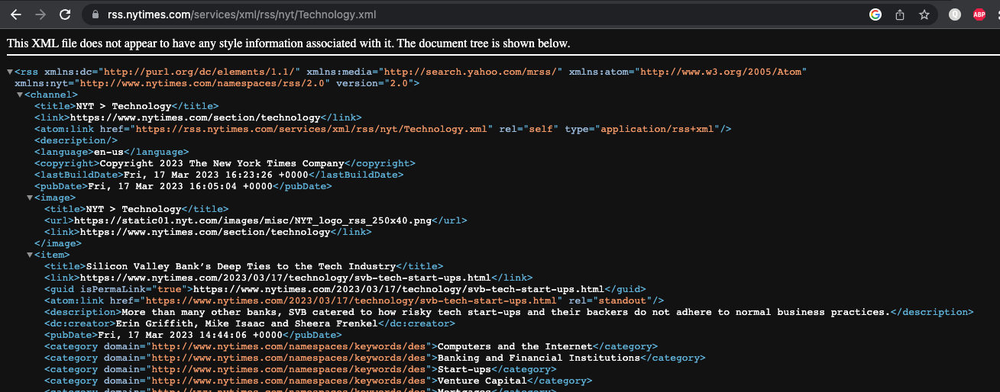 rss.nytimes.com/services/xml/rss/nyt/Technology.xml
G
Q
ABP
This XML file does not appear to have any style information associated with it. The document tree is shown below.
<rss xmlns:dc="http://purl.org/dc/elements/1.1/" xmlns:media="http://search.yahoo.com/mrss/" xmlns:atom="http://www.w3.org/2005/Atom"
xmlns:nyt="http://www.nytimes.com/namespaces/rss/2.0" version="2.0">
<channel>
<title>NYT > Technology</title>
<link>https://www.nytimes.com/section/technology</link>
<atom:link href="https://rss.nytimes.com/services/xml/rss/nyt/Technology.xml" rel="self" type="application/rss+xml"/>
<description/>
<language>en-us</language>
<copyright>Copyright 2023 The New York Times Company</copyright>
<lastBuildDate>Fri, 17 Mar 2023 16:23:26 +0000</lastBuildDate>
<pubDate>Fri, 17 Mar 2023 16:05:04 +0000</pubDate>
<image>
<title>NYT > Technology</title>
<url>https://static01.nyt.com/images/misc/NYT_logo_rss_250x40.png</url>
<link>https://www.nytimes.com/section/technology</link>
</image>
<item>
<title>Silicon Valley Bank’s Deep Ties to the Tech Industry</title>
<link>https://www.nytimes.com/2023/03/17/technology/svb-tech-start-ups.html</link>
<guid isPermaLink="true">https://www.nytimes.com/2023/03/17/technology/svb-tech-start-ups.html</guid>
<atom:link href="https://www.nytimes.com/2023/03/17/technology/svb-tech-start-ups.html" rel="standout"/>
<description>More than many other banks, SVB catered to how risky tech start-ups and their backers do not adhere to normal business practices.</description>
<dc:creator>Erin Griffith, Mike Isaac and Sheera Frenkel</dc:creator>
<pubDate>Fri, 17 Mar 2023 14:44:06 +0000</pubDate>
<category domain="http://www.nytimes.com/namespaces/keywords/des">Computers and the Internet</category>
<category domain="http://www.nytimes.com/namespaces/keywords/des">Banking and Financial Institutions</category>
<category domain="http://www.nytimes.com/namespaces/keywords/des">Start-ups</category>
<category domain="http://www.nytimes.com/namespaces/keywords/des">Venture Capital</category>
<category domain="http://www.nytimes.com/namespaces/keywords/des">Mortgages</category>